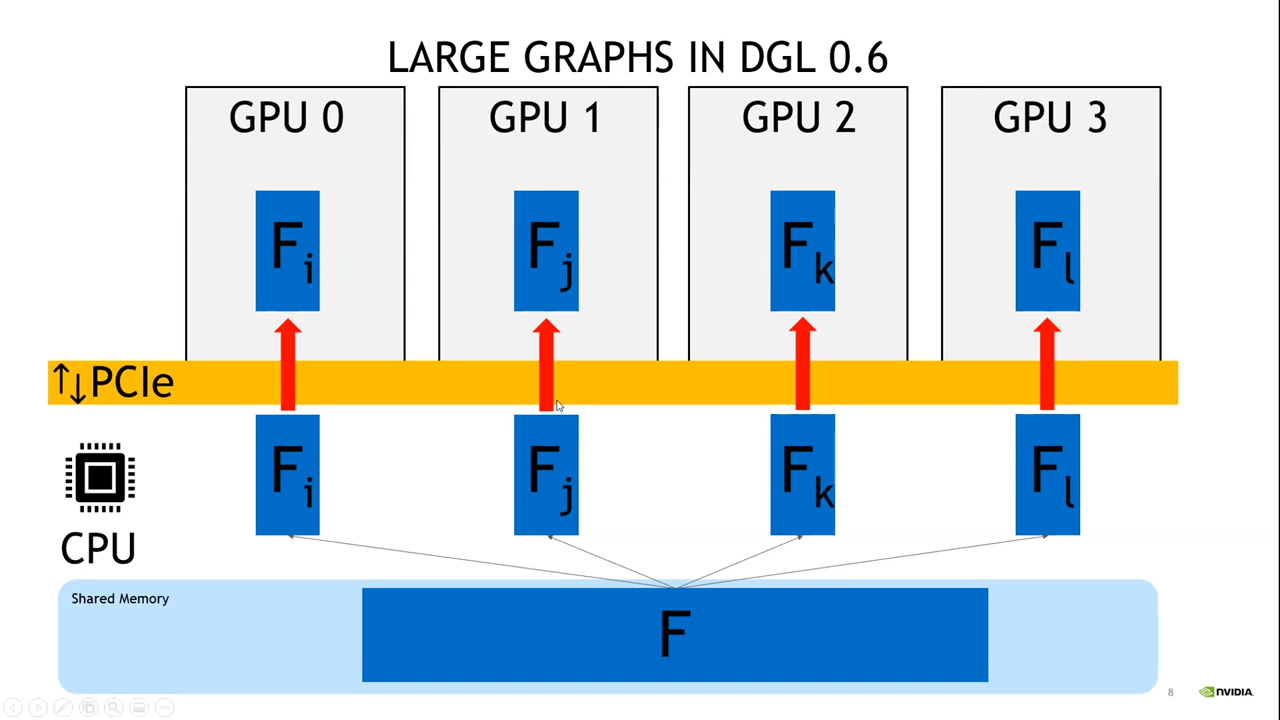 LARGE GRAPHS IN DGL 0.6
GPU 0
GPU 1
GPU 2
GPU 3
Fi
Fj
Fk
Fl
↑↓PCIe
Fi
Fj
Fk
Fl
CPU
Shared Memory
F
8
NVIDIA